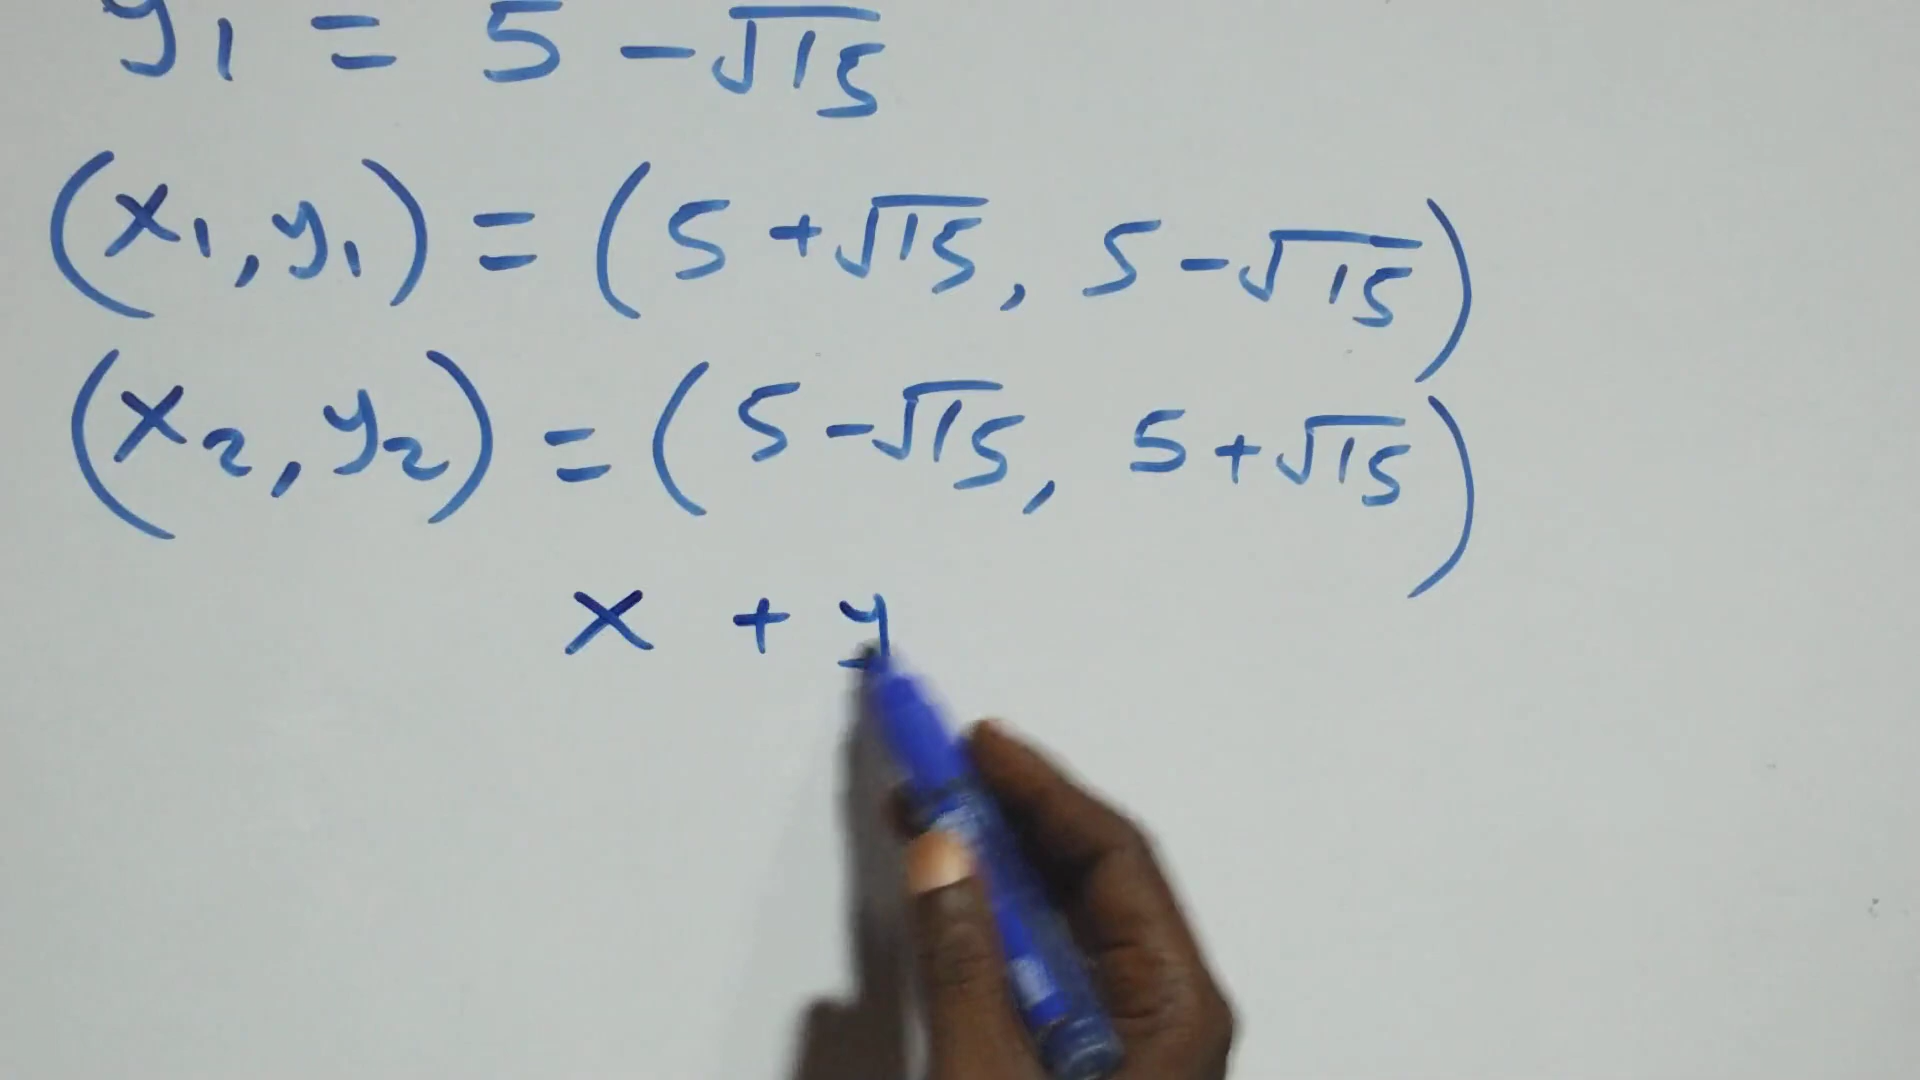 y₁ = 5 - √15
(x₁, y₁) = (5 + √15, 5 - √15)
(x₂, y₂) = (5 - √15, 5 + √15)
x + y